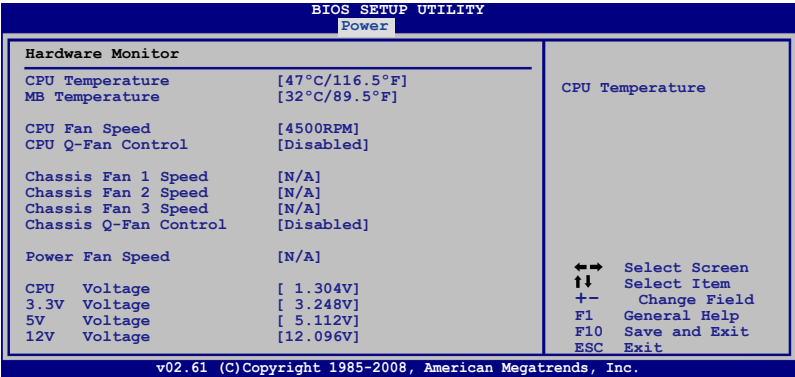 BIOS SETUP UTILITY
Power
Hardware Monitor
CPU Temperature [47°C/116.5°F]
MB Temperature [32°C/89.5°F]
CPU Fan Speed [4500RPM]
CPU Q-Fan Control [Disabled]
Chassis Fan 1 Speed [N/A]
Chassis Fan 2 Speed [N/A]
Chassis Fan 3 Speed [N/A]
Chassis Q-Fan Control [Disabled]
Power Fan Speed [N/A]
CPU Voltage [ 1.304V]
3.3V Voltage [ 3.248V]
5V Voltage [ 5.112V]
12V Voltage [12.096V]
CPU Temperature
←→ Select Screen
↑↓ Select Item
+- Change Field
F1 General Help
F10 Save and Exit
ESC Exit
v02.61 (C)Copyright 1985-2008, American Megatrends, Inc.